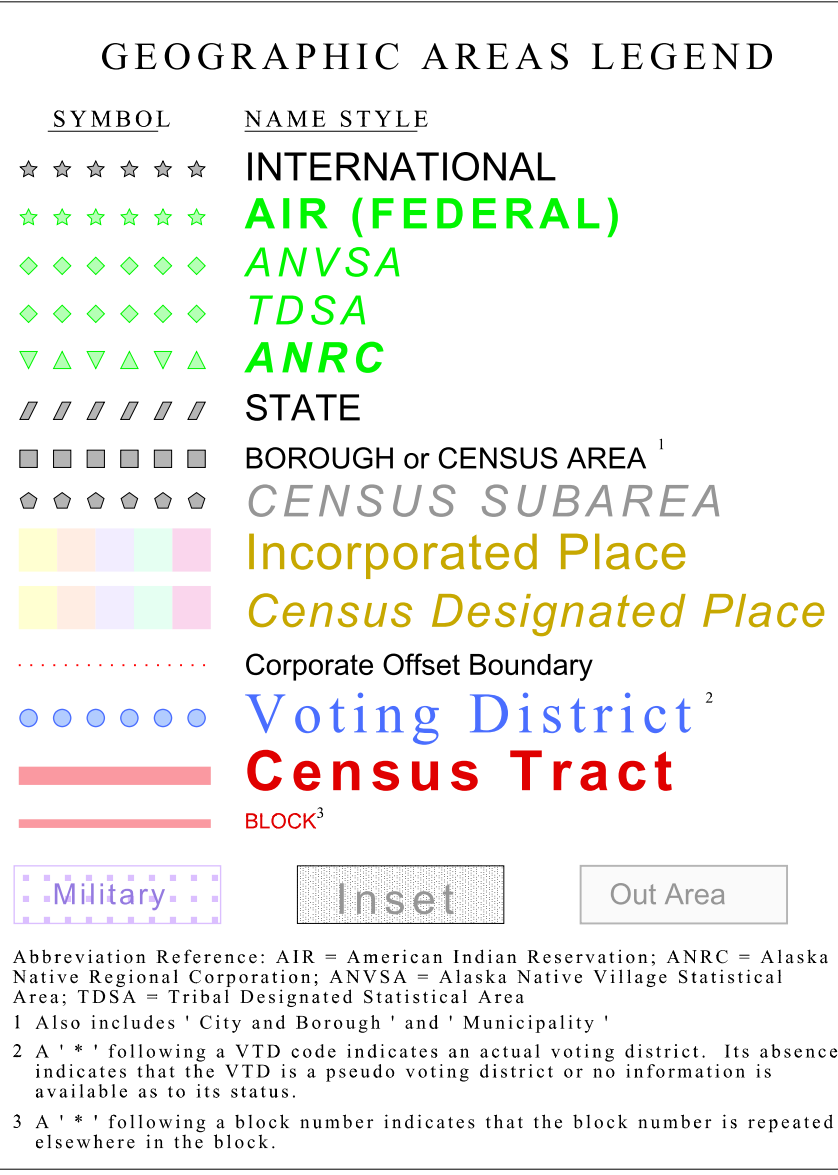 GEOGRAPHIC AREAS LEGEND
SYMBOL NAME STYLE
INTERNATIONAL
AIR (FEDERAL)
ANVSA
TDSA
ANRC
STATE
BOROUGH or CENSUS AREA 1
CENSUS SUBAREA
Incorporated Place
Census Designated Place
Corporate Offset Boundary
Voting District 2
Census Tract
BLOCK3
Military Inset Out Area
Abbreviation Reference: AIR = American Indian Reservation; ANRC = Alaska
Native Regional Corporation; ANVSA = Alaska Native Village Statistical
Area; TDSA = Tribal Designated Statistical Area
1 Also includes ' City and Borough ' and ' Municipality '
2 A ' * ' following a VTD code indicates an actual voting district. Its absence
indicates that the VTD is a pseudo voting district or no information is
available as to its status.
3 A ' * ' following a block number indicates that the block number is repeated
elsewhere in the block.